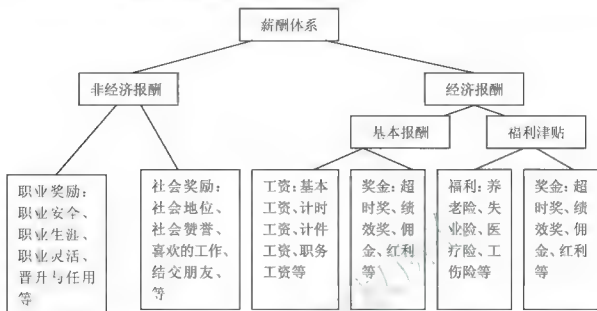 薪酬体系
非经济报酬
经济报酬
基本报酬
福利津贴
职业奖励：
职业安全、
职业生涯、
职业灵活、
晋升与任用
等
社会奖励：
社会地位、
社会赞誉、
喜欢的工作、
结交朋友、
等
工资：基本
工资、计时
工资、计件
工资、职务
工资等
奖金：超
时奖、绩
效奖、佣
金、红利
等
福利：养
老险、失
业险、医
疗险、工
伤险等
奖金：超
时奖、绩
效奖、佣
金、红利
等